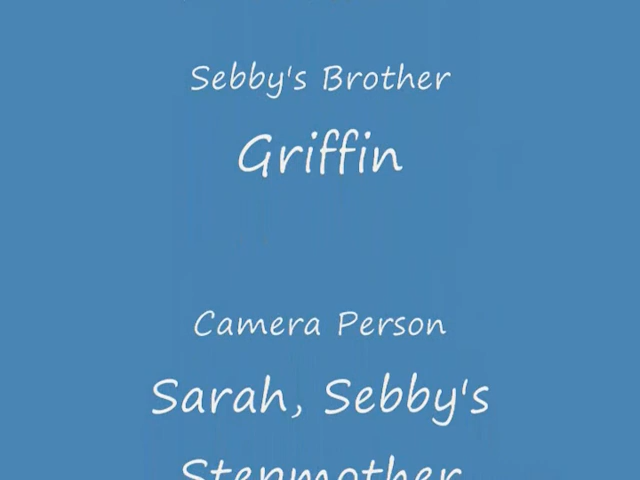 Sebby's Brother
Griffin
Camera Person
Sarah, Sebby's
Stepmother